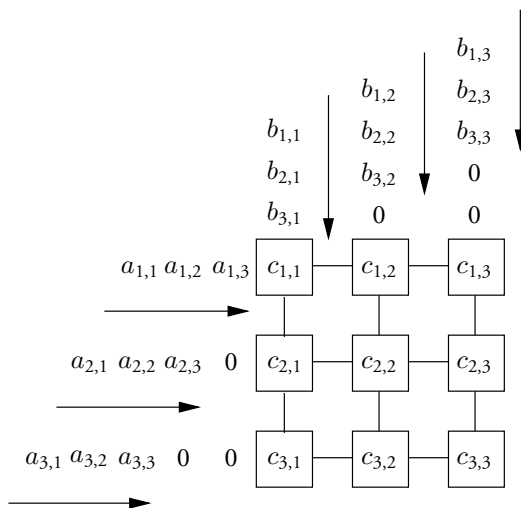 b1,3
b1,2 b2,3
b1,1 b2,2 b3,3
b2,1 b3,2 0
b3,1 0 0
a1,1 a1,2 a1,3 c1,1 c1,2 c1,3
a2,1 a2,2 a2,3 0 c2,1 c2,2 c2,3
a3,1 a3,2 a3,3 0 0 c3,1 c3,2 c3,3